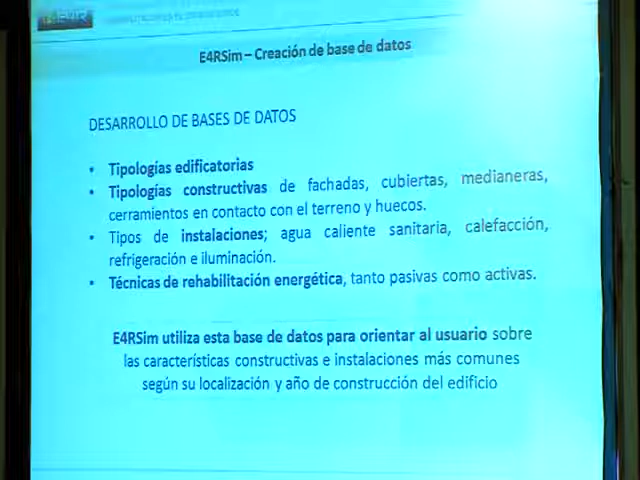 E4R
E4RSim – Creación de base de datos
DESARROLLO DE BASES DE DATOS
• Tipologías edificatorias
• Tipologías constructivas de fachadas, cubiertas, medianeras,
cerramientos en contacto con el terreno y huecos.
• Tipos de instalaciones; agua caliente sanitaria, calefacción,
refrigeración e iluminación.
• Técnicas de rehabilitación energética, tanto pasivas como activas.
E4RSim utiliza esta base de datos para orientar al usuario sobre
las características constructivas e instalaciones más comunes
según su localización y año de construcción del edificio